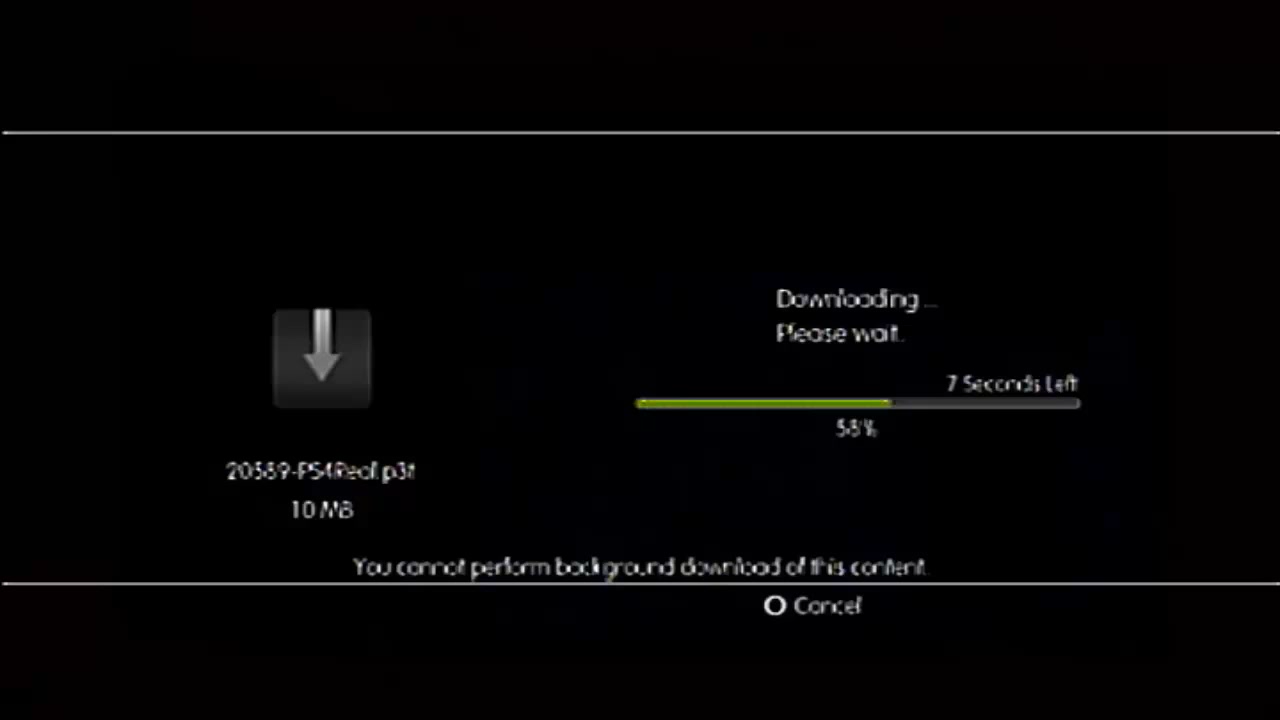 Downloading...
Please wait.
7 Seconds Left
58%
20589-PS4Real.p3t
10 MB
You cannot perform background download of this content.
Cancel